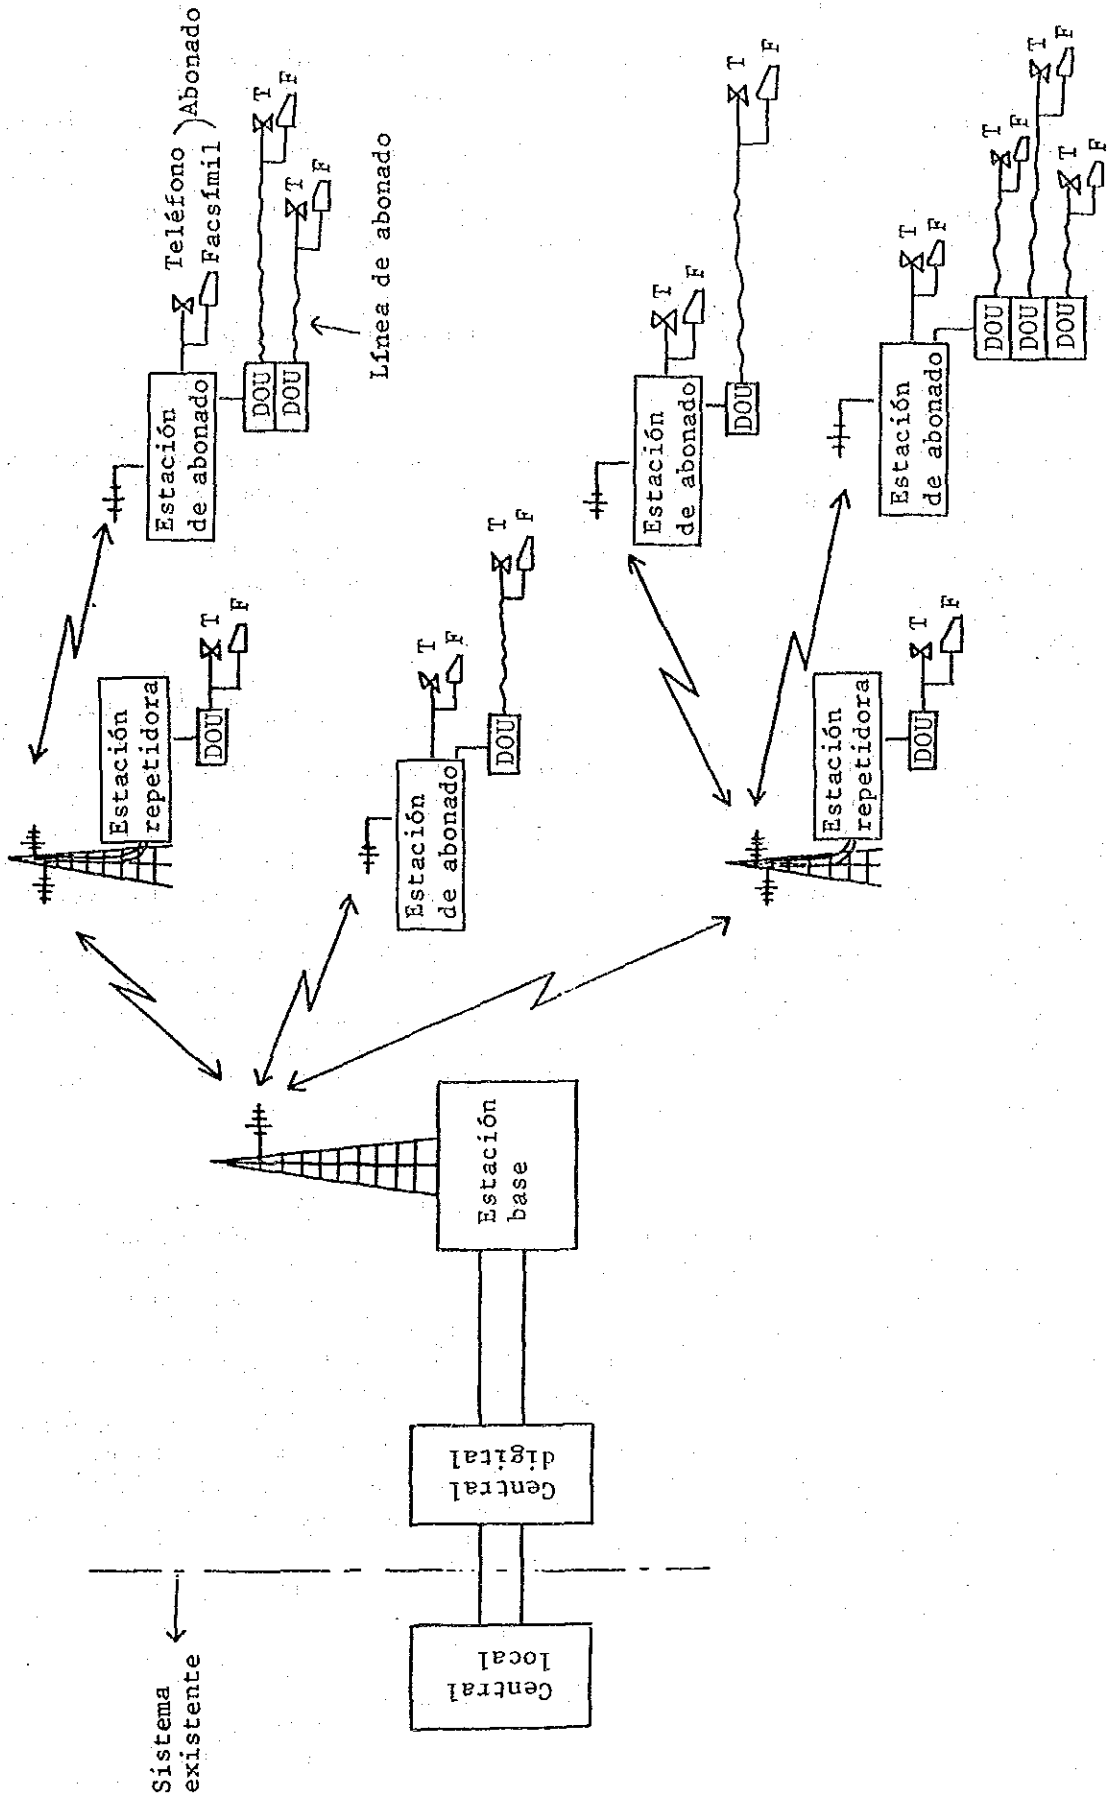 Sistema
existente
Central
local
Central
digital
Estación
base
Estación
repetidora
DOU
T
F
Estación
de abonado
Teléfono
Facsímil
) Abonado
DOU
DOU
T
F
T
F
Línea de abonado
Estación
de abonado
T
F
DOU
T
F
Estación
de abonado
T
F
DOU
T
F
Estación
repetidora
DOU
T
F
Estación
de abonado
T
F
DOU
DOU
DOU
T
F
T
F
T
F